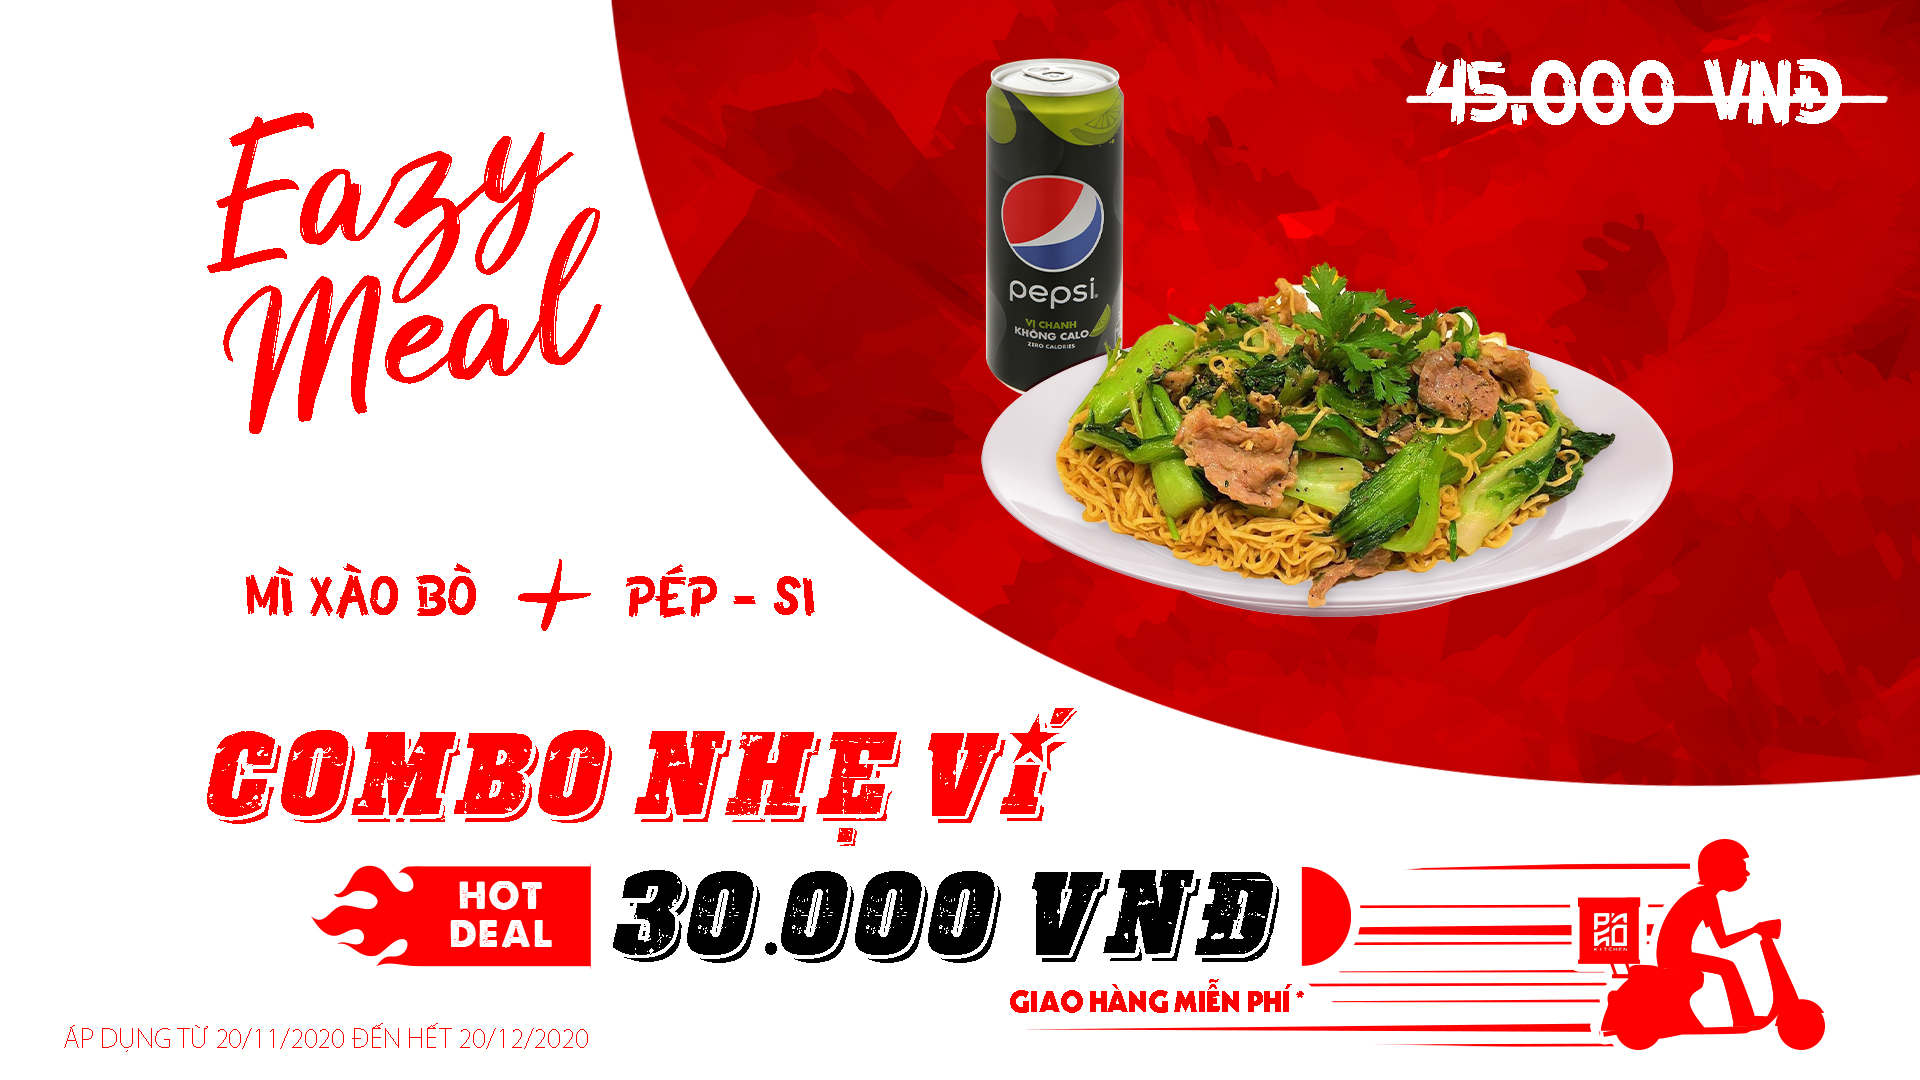 Eazy
Meal
45.000 VNĐ
pepsi
VỊ CHANH
KHÔNG CALO
ZERO CALORIES
MÌ XÀO BÒ + PÉP - SI
COMBO NHẸ VÍ
HOT
DEAL
30.000 VNĐ
KITCHEN
GIAO HÀNG MIỄN PHÍ *
ÁP DỤNG TỪ 20/11/2020 ĐẾN HẾT 20/12/2020